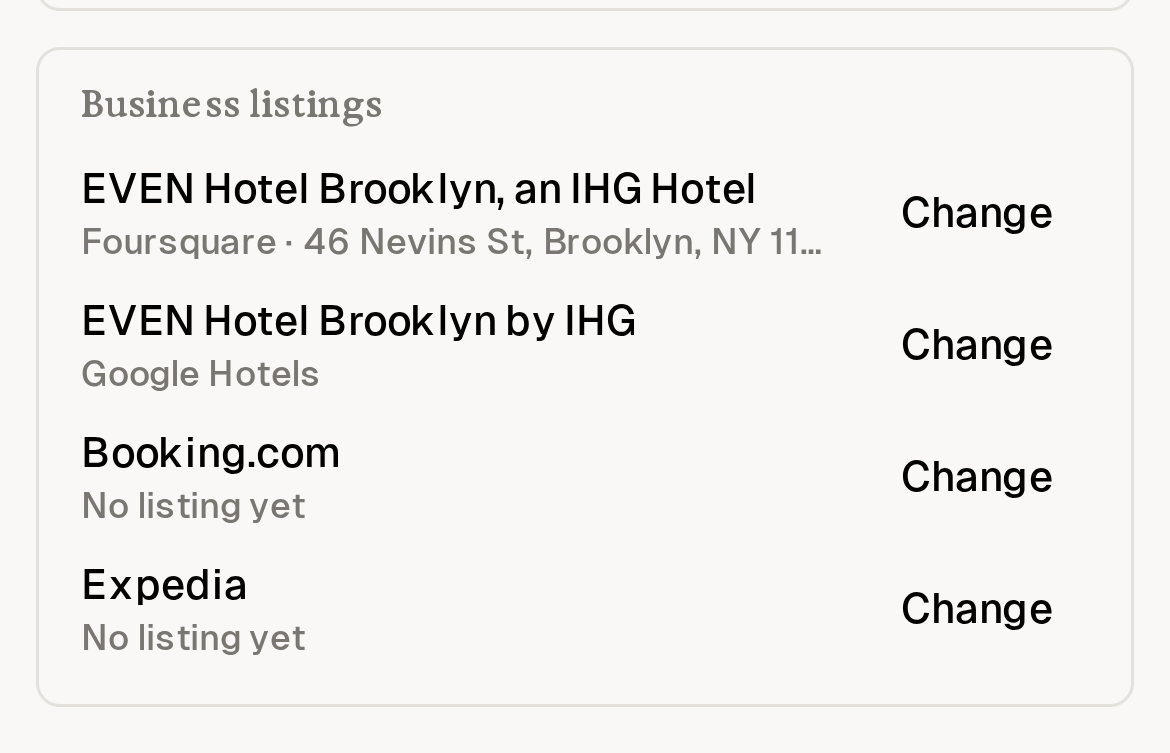 Business listings
EVEN Hotel Brooklyn, an IHG Hotel
Foursquare · 46 Nevins St, Brooklyn, NY 11...
Change
EVEN Hotel Brooklyn by IHG
Google Hotels
Change
Booking.com
No listing yet
Change
Expedia
No listing yet
Change